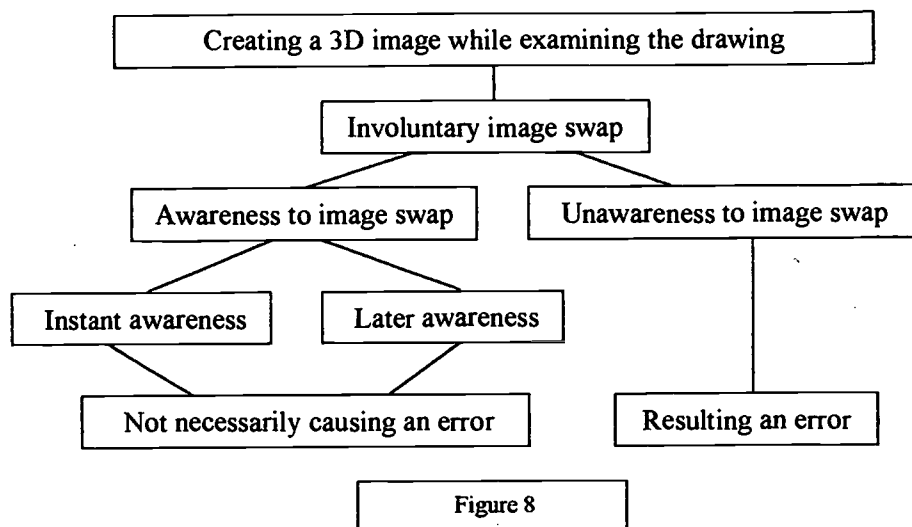 Creating a 3D image while examining the drawing
Involuntary image swap
Awareness to image swap
Unawareness to image swap
Instant awareness
Later awareness
Not necessarily causing an error
Resulting an error
Figure 8